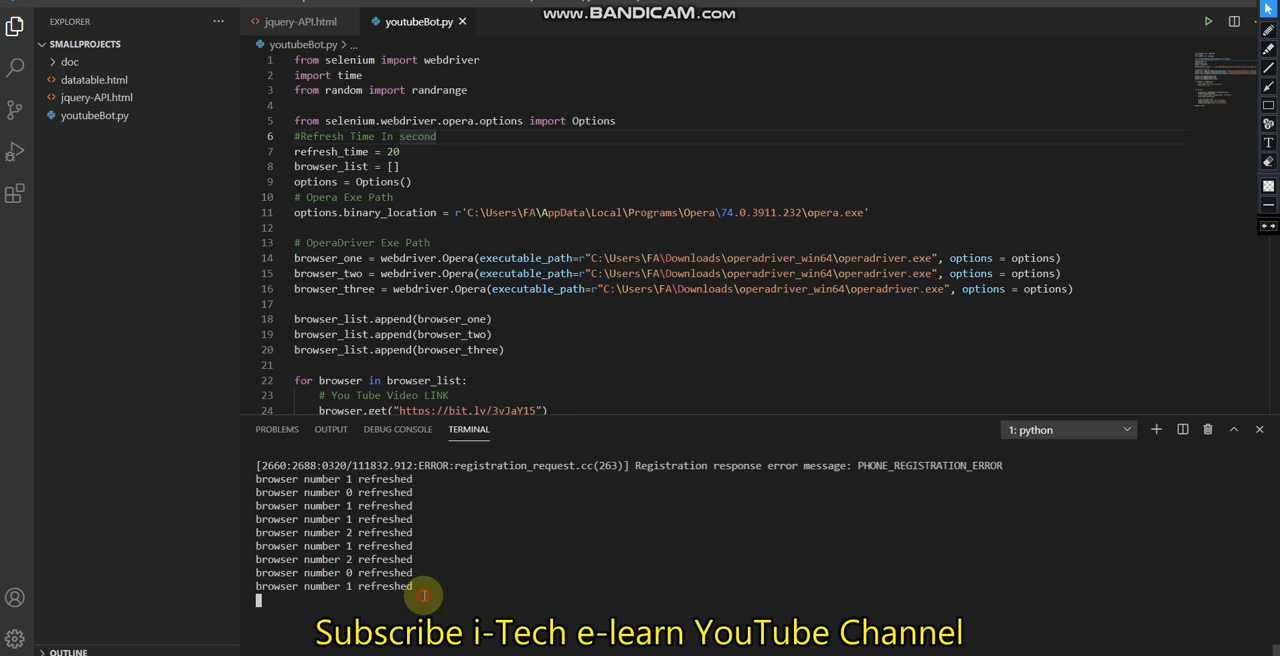 www.BANDICAM.com
EXPLORER
jquery-API.html
youtubeBot.py
SMALLPROJECTS
doc
datatable.html
jquery-API.html
youtubeBot.py
youtubeBot.py > ...
1 from selenium import webdriver
2 import time
3 from random import randrange
4
5 from selenium.webdriver.opera.options import Options
6 #Refresh Time In second
7 refresh_time = 20
8 browser_list = []
9 options = Options()
10 # Opera Exe Path
11 options.binary_location = r'C:\Users\FA\AppData\Local\Programs\Opera\74.0.3911.232\opera.exe'
12
13 # OperaDriver Exe Path
14 browser_one = webdriver.Opera(executable_path=r"C:\Users\FA\Downloads\operadriver_win64\operadriver.exe", options = options)
15 browser_two = webdriver.Opera(executable_path=r"C:\Users\FA\Downloads\operadriver_win64\operadriver.exe", options = options)
16 browser_three = webdriver.Opera(executable_path=r"C:\Users\FA\Downloads\operadriver_win64\operadriver.exe", options = options)
17
18 browser_list.append(browser_one)
19 browser_list.append(browser_two)
20 browser_list.append(browser_three)
21
22 for browser in browser_list:
23 # You Tube Video LINK
24 browser.get("https://bit.ly/3vJaY15")
PROBLEMS OUTPUT DEBUG CONSOLE TERMINAL
1: python
[2660:2688:0320/111832.912:ERROR:registration_request.cc(263)] Registration response error message: PHONE_REGISTRATION_ERROR
browser number 1 refreshed
browser number 0 refreshed
browser number 1 refreshed
browser number 1 refreshed
browser number 2 refreshed
browser number 1 refreshed
browser number 2 refreshed
browser number 0 refreshed
browser number 1 refreshed
Subscribe i-Tech e-learn YouTube Channel
OUTLINE